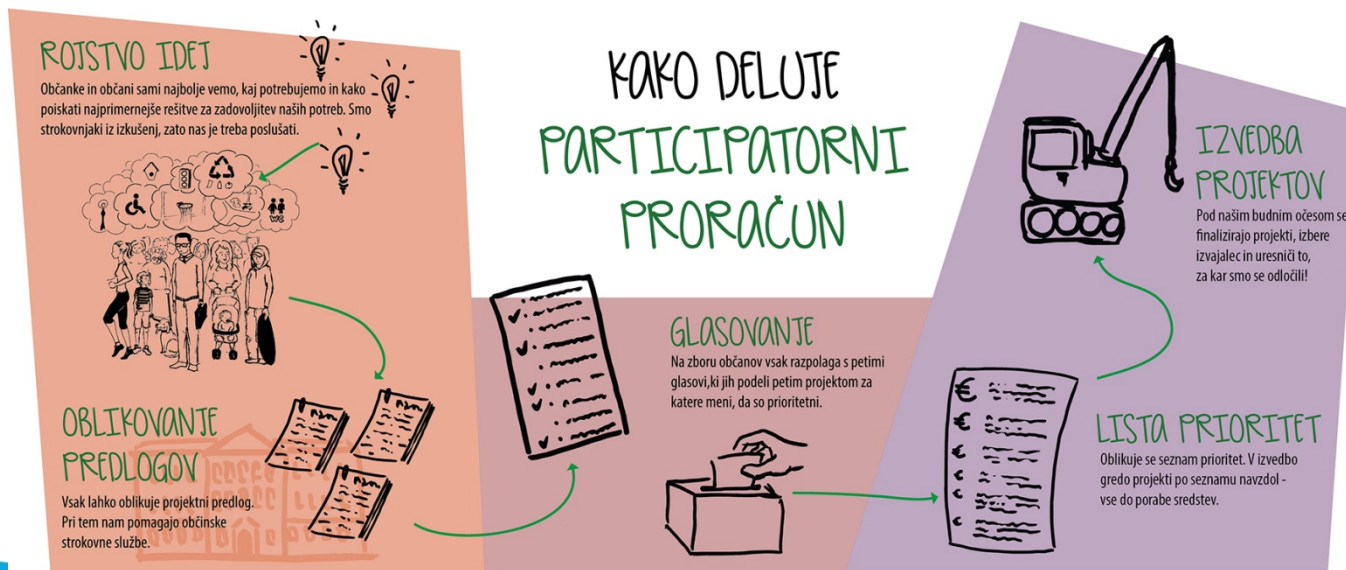 ROJSTVO IDEJ
Občanke in občani sami najbolje vemo, kaj potrebujemo in kako
poiskati najprimernejše rešitve za zadovoljitev naših potreb. Smo
strokovnjaki iz izkušenj, zato nas je treba poslušati.
WC
OBLIKOVANJE
PREDLOGOV
Vsak lahko oblikuje projektni predlog.
Pri tem nam pomagajo občinske
strokovne službe.
KAKO DELUJE
PARTICIPATORNI
PRORAČUN
GLASOVANJE
Na zboru občanov vsak razpolaga s petimi
glasovi,ki jih podeli petim projektom za
katere meni, da so prioritetni.
LISTA PRIORITET
Oblikuje se seznam prioritet. V izvedbo
gredo projekti po seznamu navzdol -
vse do porabe sredstev.
€
€
€
€
€
€
€
IZVEDBA
PROJEKTOV
Pod našim budnim očesom se
finalizirajo projekti, izbere
izvajalec in uresniči to,
za kar smo se odločili!